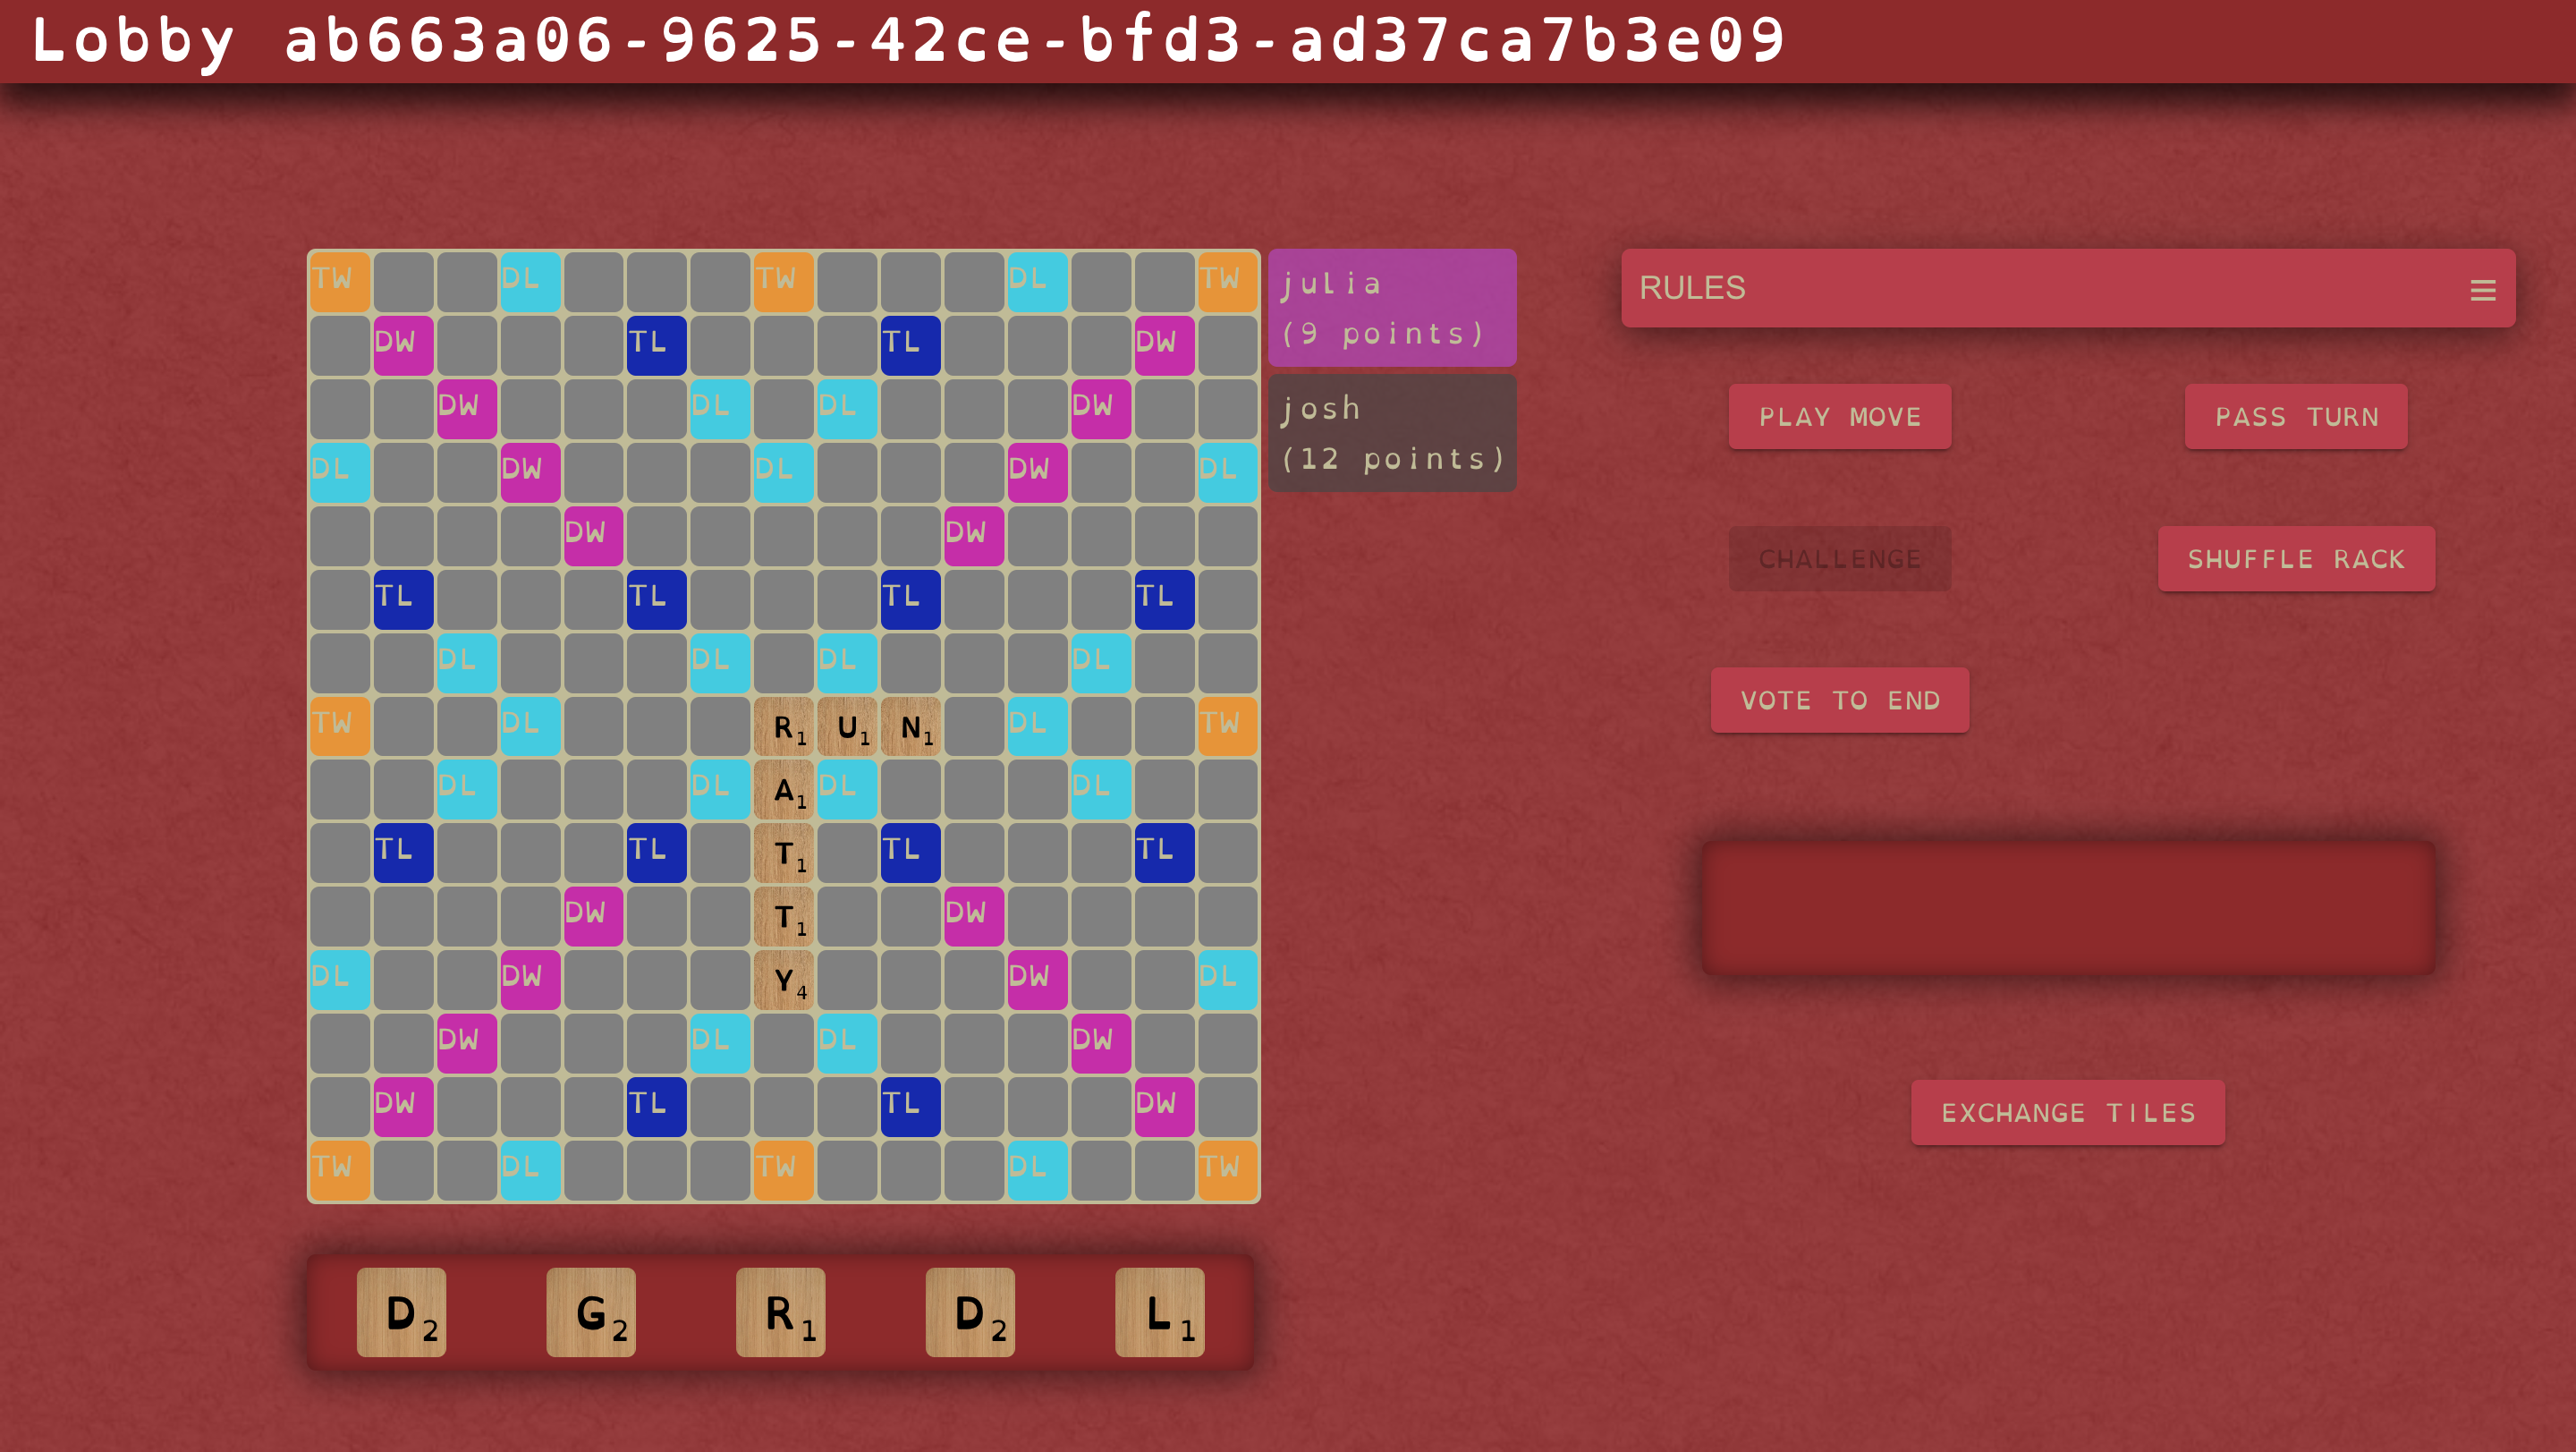 Lobby ab663a06-9625-42ce-bfd3-ad37ca7b3e09
TW DL TW DL TW
DW TL TL DW
DW DL DL DW
DL DW DL DW DL
DW DW
TL TL TL TL
DL DL DL DL
TW DL R1 U1 N1 DL TW
DL DL A1 DL DL
TL TL T1 TL TL
DW T1 DW
DL DW Y4 DW DL
DW DL DL DW
DW TL TL DW
TW DL TW DL TW
D2 G2 R1 D2 L1
julia
(9 points)
josh
(12 points)
RULES
PLAY MOVE PASS TURN
CHALLENGE SHUFFLE RACK
VOTE TO END
EXCHANGE TILES